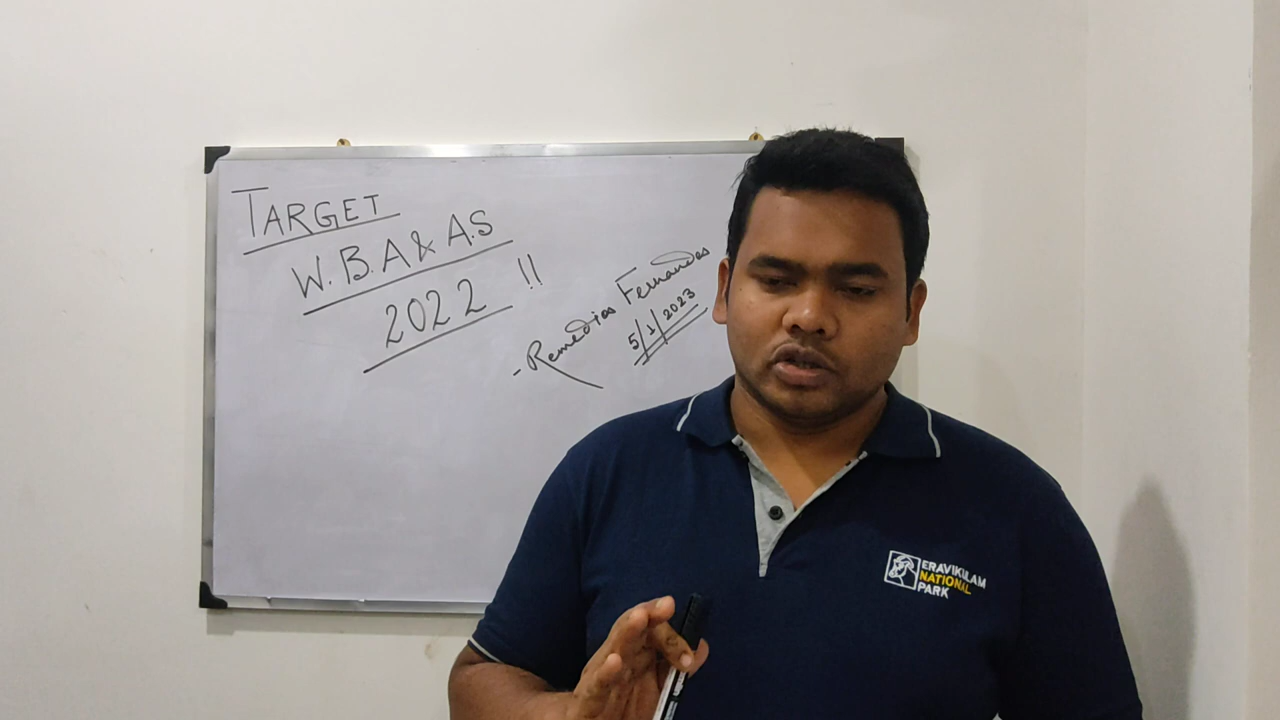 TARGET
W.B.A & A.S
2022 !!
- Remedios Fernandes
5/1/2023
ERAVIKULAM
NATIONAL
PARK